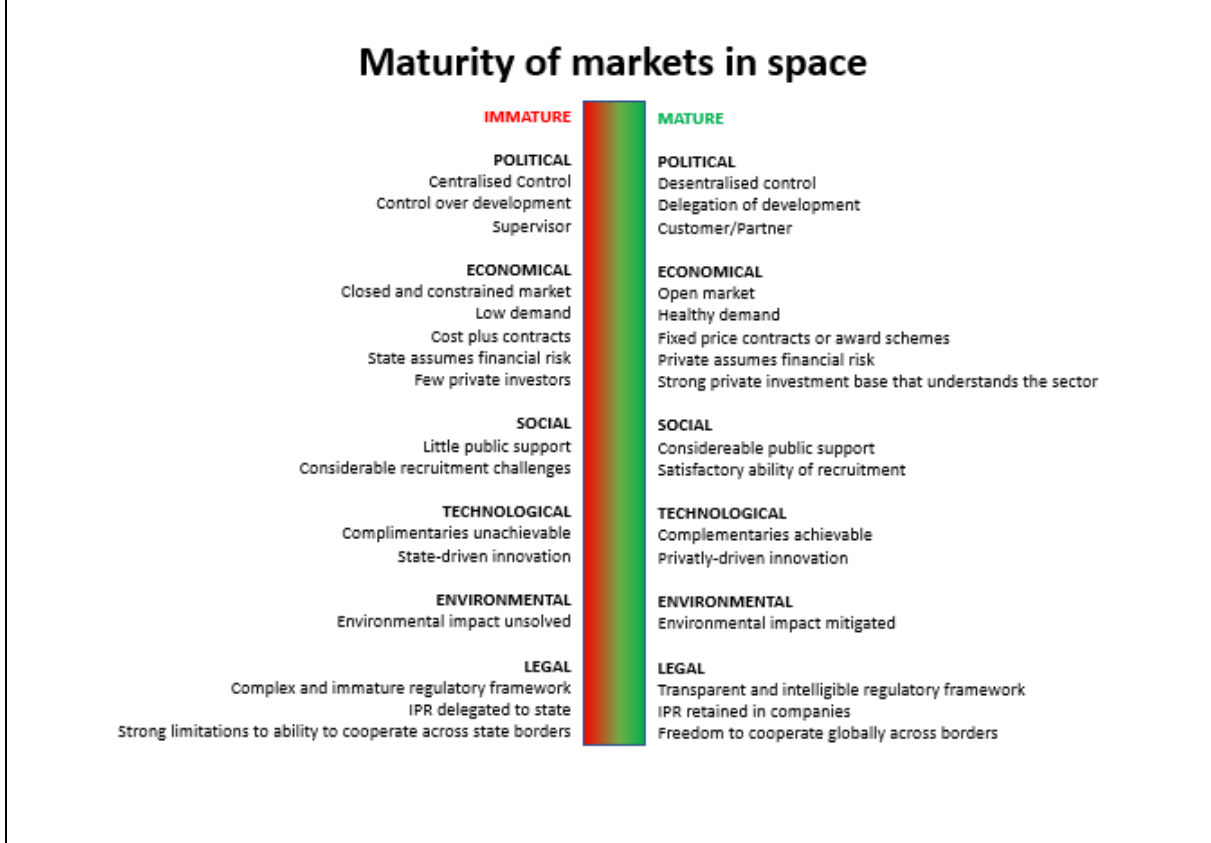 Maturity of markets in space
IMMATURE
POLITICAL
Centralised Control
Control over development
Supervisor
ECONOMICAL
Closed and constrained market
Low demand
Cost plus contracts
State assumes financial risk
Few private investors
SOCIAL
Little public support
Considerable recruitment challenges
TECHNOLOGICAL
Complimentaries unachievable
State-driven innovation
ENVIRONMENTAL
Environmental impact unsolved
LEGAL
Complex and immature regulatory framework
IPR delegated to state
Strong limitations to ability to cooperate across state borders
MATURE
POLITICAL
Desentralised control
Delegation of development
Customer/Partner
ECONOMICAL
Open market
Healthy demand
Fixed price contracts or award schemes
Private assumes financial risk
Strong private investment base that understands the sector
SOCIAL
Considereable public support
Satisfactory ability of recruitment
TECHNOLOGICAL
Complementaries achievable
Privatly-driven innovation
ENVIRONMENTAL
Environmental impact mitigated
LEGAL
Transparent and intelligible regulatory framework
IPR retained in companies
Freedom to cooperate globally across borders